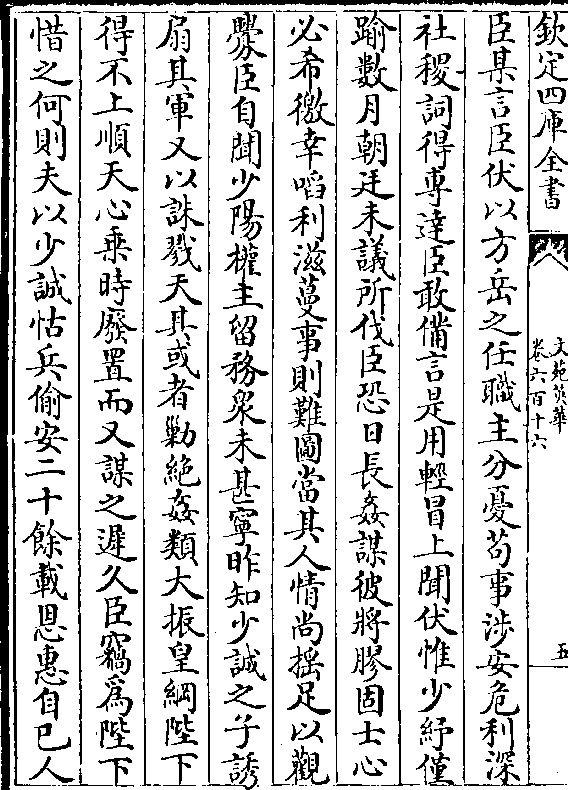 欽定四庫全書
文苑英華
卷六百十六
五
臣某言臣伏以方岳之任職主分憂苟事涉安危利深
社稷詞得專達臣敢備言是用輕冒上聞伏惟少紓僅
踰數月朝廷未議所伐臣恐日長姦謀彼將膠固士心
必希徼幸㗖利滋蔓事則難圖當其人情尚揺足以觀
釁臣自聞少陽權主留務衆未甚寧昨知少誠之子誘
扇其軍又以誅戮天其或者勦絶姦類大振皇綱陛下
得不上順天心乗時廢置而又謀之遲久臣竊為陛下
惜之何則夫以少誠怙兵偷安二十餘載恩惠自已人